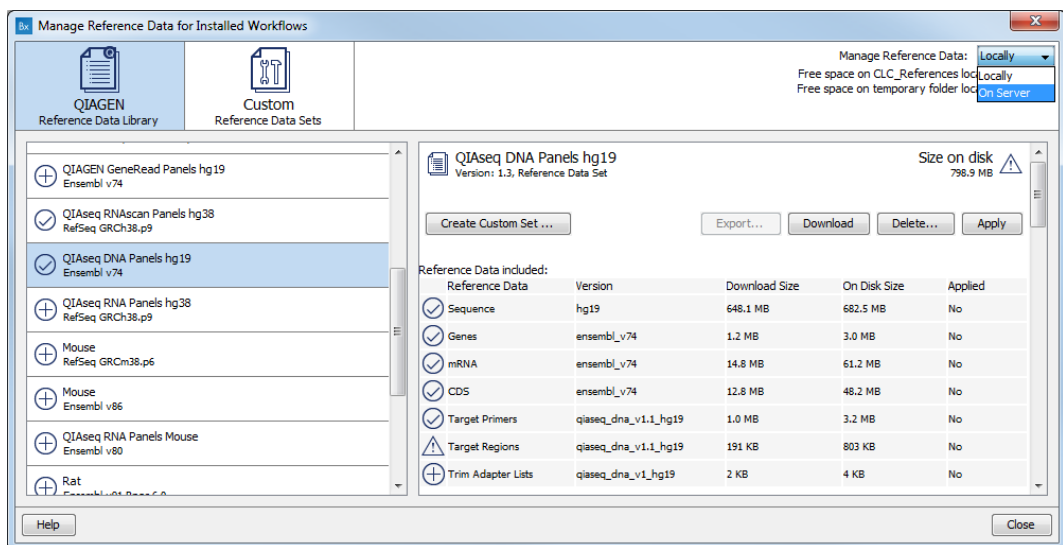 Bx Manage Reference Data for Installed Workflows
QIAGEN
Reference Data Library
Custom
Reference Data Sets
Manage Reference Data: Locally
Free space on CLC_References
Free space on temporary folder
Locally
On Server
QIAGEN GeneRead Panels hg19
Ensembl v74
QIAseq RNAscan Panels hg38
RefSeq GRCh38.p9
QIAseq DNA Panels hg19
Ensembl v74
QIAseq RNA Panels hg38
RefSeq GRCh38.p9
Mouse
RefSeq GRCm38.p6
Mouse
Ensembl v86
QIAseq RNA Panels Mouse
Ensembl v80
Rat
QIAseq DNA Panels hg19
Version: 1.3, Reference Data Set
Size on disk
798.9 MB
Create Custom Set ... Export... Download Delete... Apply
Reference Data included:
Reference Data Version Download Size On Disk Size Applied
Sequence hg19 648.1 MB 682.5 MB No
Genes ensembl_v74 1.2 MB 3.0 MB No
mRNA ensembl_v74 14.8 MB 61.2 MB No
CDS ensembl_v74 12.8 MB 48.2 MB No
Target Primers qiaseq_dna_v1.1_hg19 1.0 MB 3.2 MB No
Target Regions qiaseq_dna_v1.1_hg19 191 KB 803 KB No
Trim Adapter Lists qiaseq_dna_v1_hg19 2 KB 4 KB No
Help Close